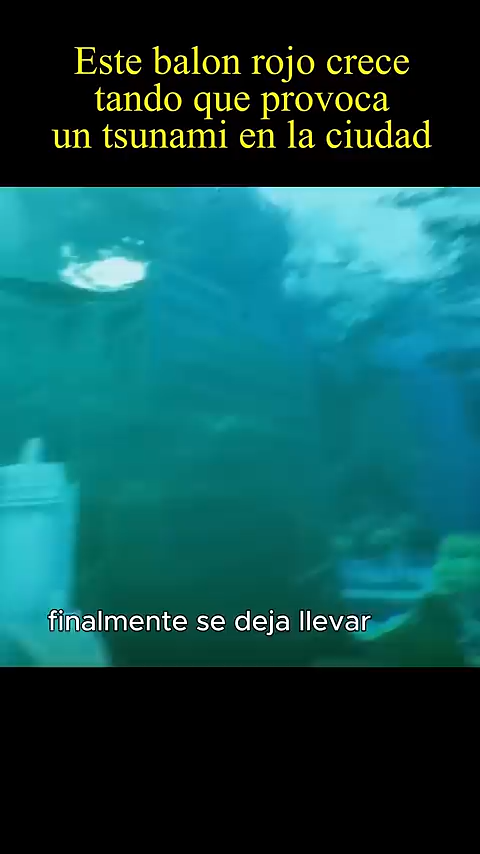 Este balon rojo crece
tando que provoca
un tsunami en la ciudad
finalmente se deja llevar